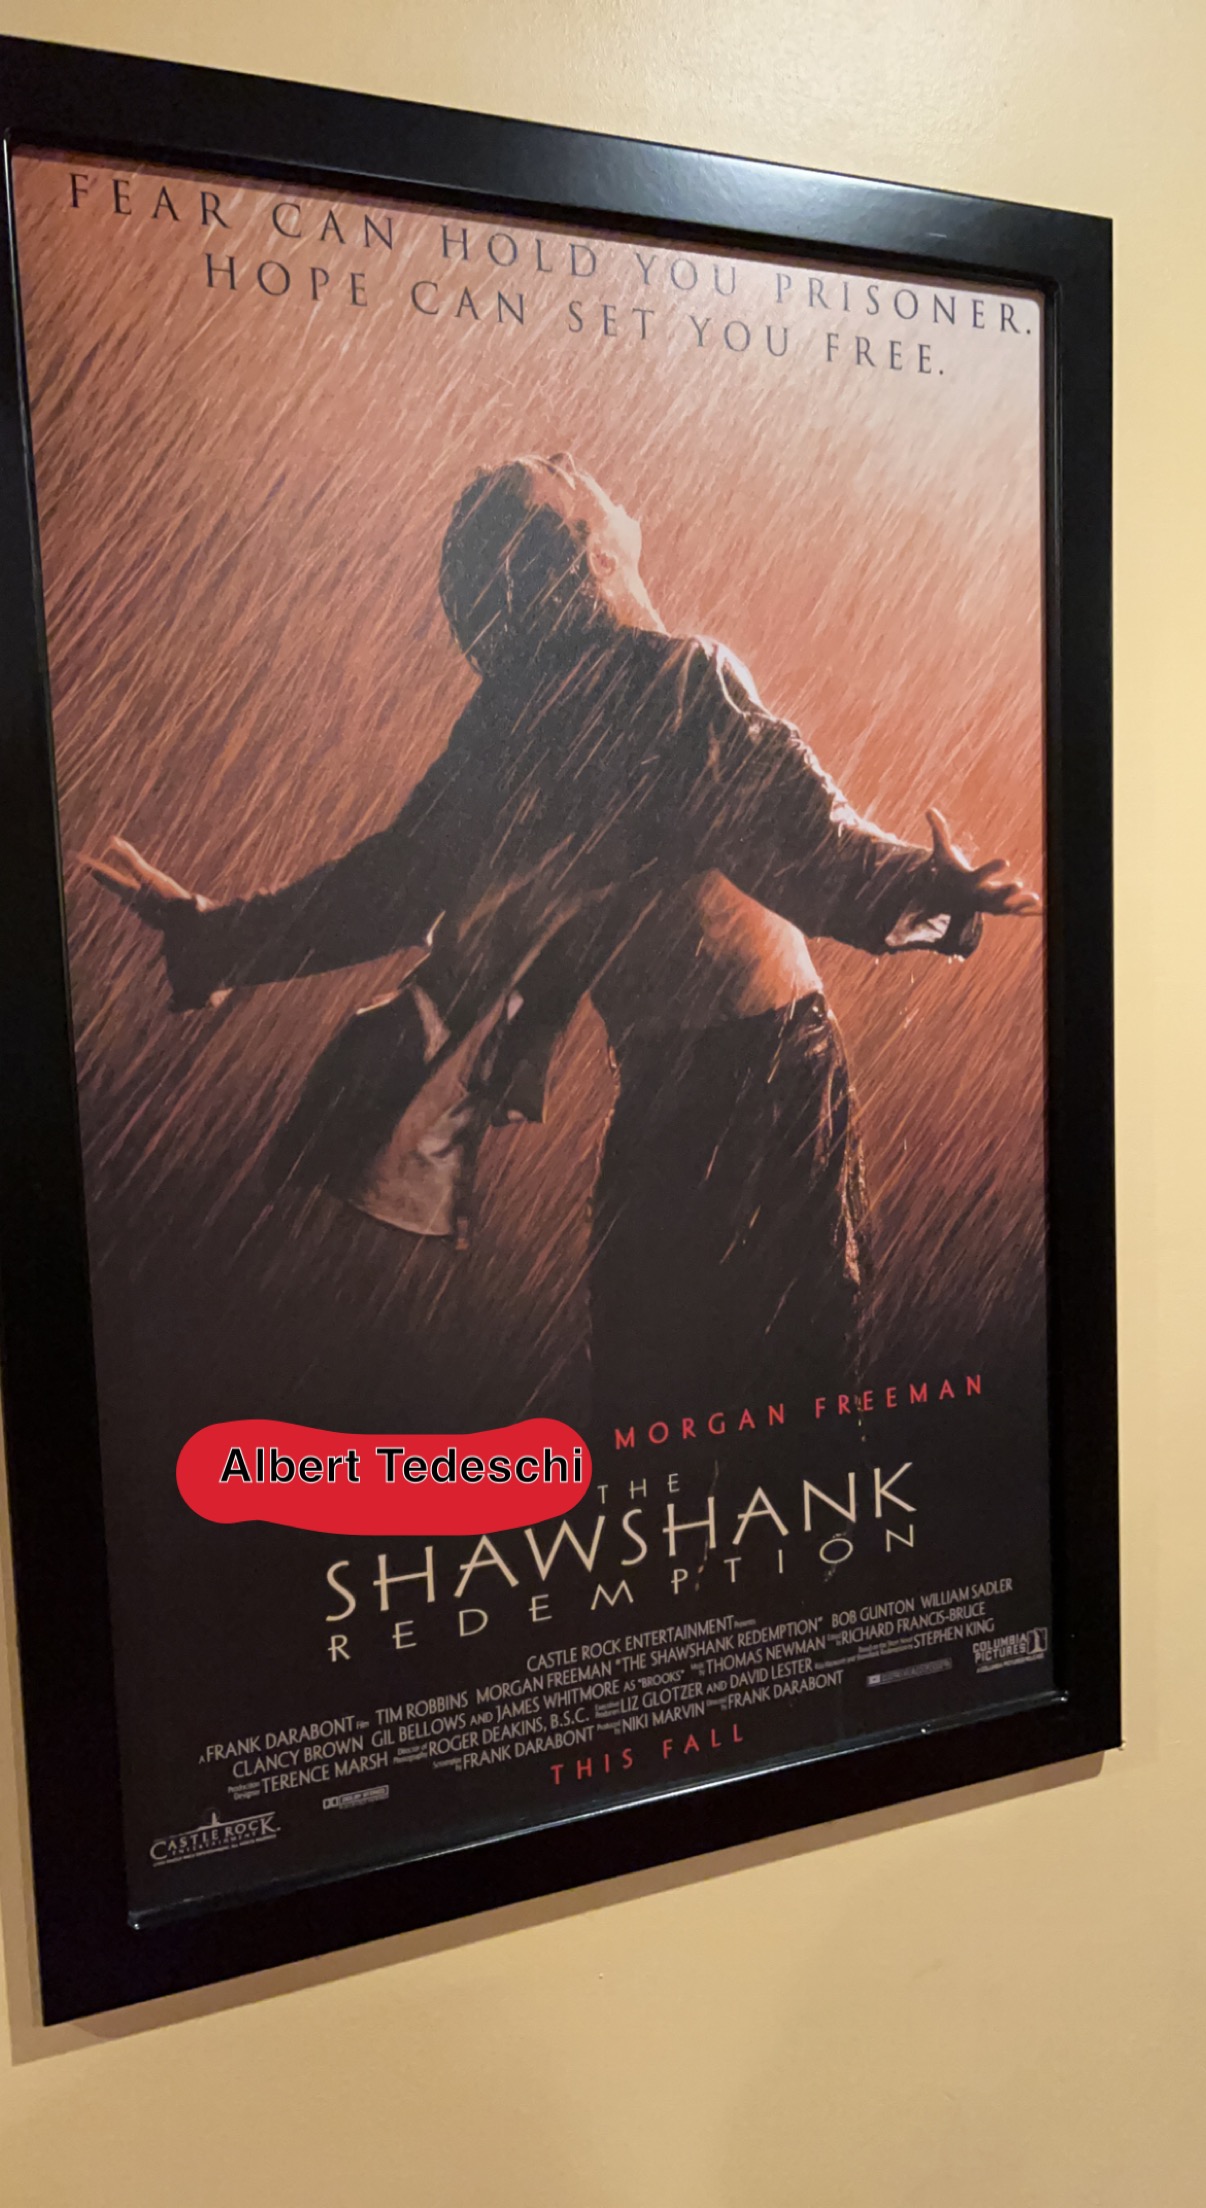 FEAR CAN HOLD YOU PRISONER.
HOPE CAN SET YOU FREE.
Albert Tedeschi
MORGAN FREEMAN
THE
SHAWSHANK
REDEMPTION
CASTLE ROCK ENTERTAINMENT
A FRANK DARABONT TIM ROBBINS MORGAN FREEMAN "THE SHAWSHANK REDEMPTION" BOB GUNTON WILLIAM SADLER
CLANCY BROWN GIL BELLOWS AND JAMES WHITMORE AS "BROOKS" THOMAS NEWMAN RICHARD FRANCIS-BRUCE
Production Designer TERENCE MARSH ROGER DEAKINS, B.S.C. LIZ GLOTZER AND DAVID LESTER STEPHEN KING
FRANK DARABONT NIKI MARVIN FRANK DARABONT
COLUMBIA PICTURES
THIS FALL
CASTLE ROCK
ENTERTAINMENT